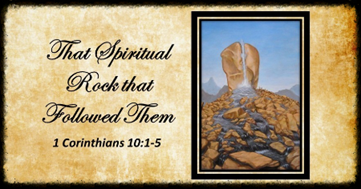 That Spiritual
Rock that
Followed Them
1 Corinthians 10:1-5